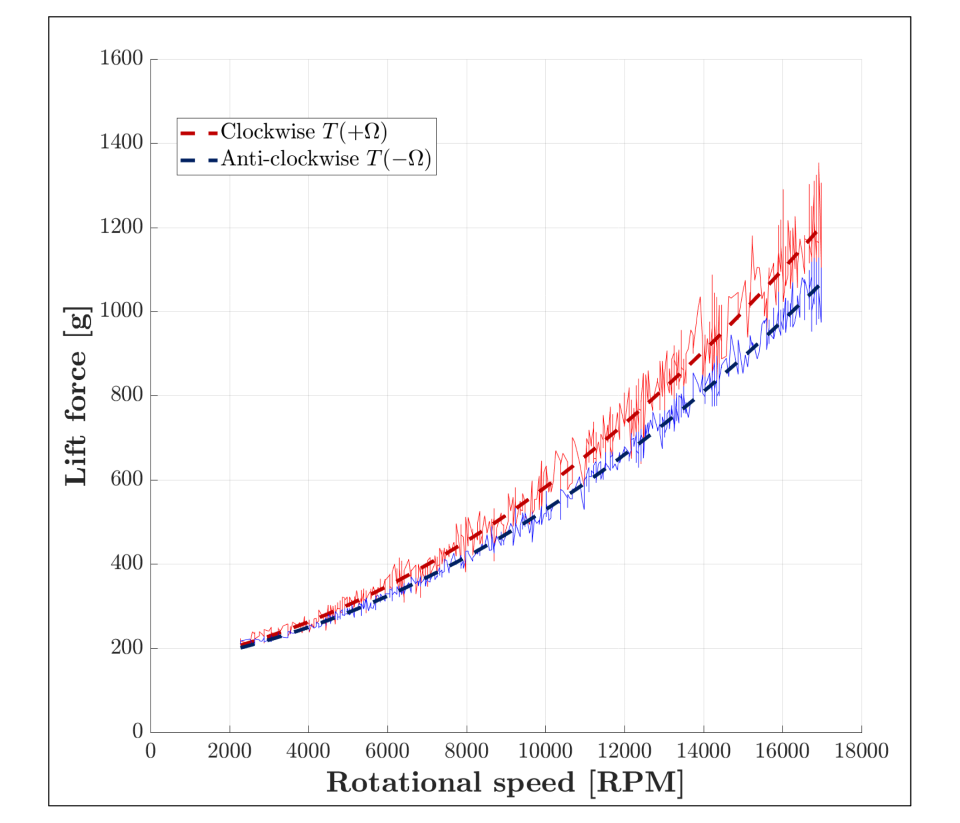 1600
1400
1200
1000
800
600
400
200
0
Lift force [g]
Clockwise T(+Ω)
Anti-clockwise T(−Ω)
0 2000 4000 6000 8000 10000 12000 14000 16000 18000
Rotational speed [RPM]